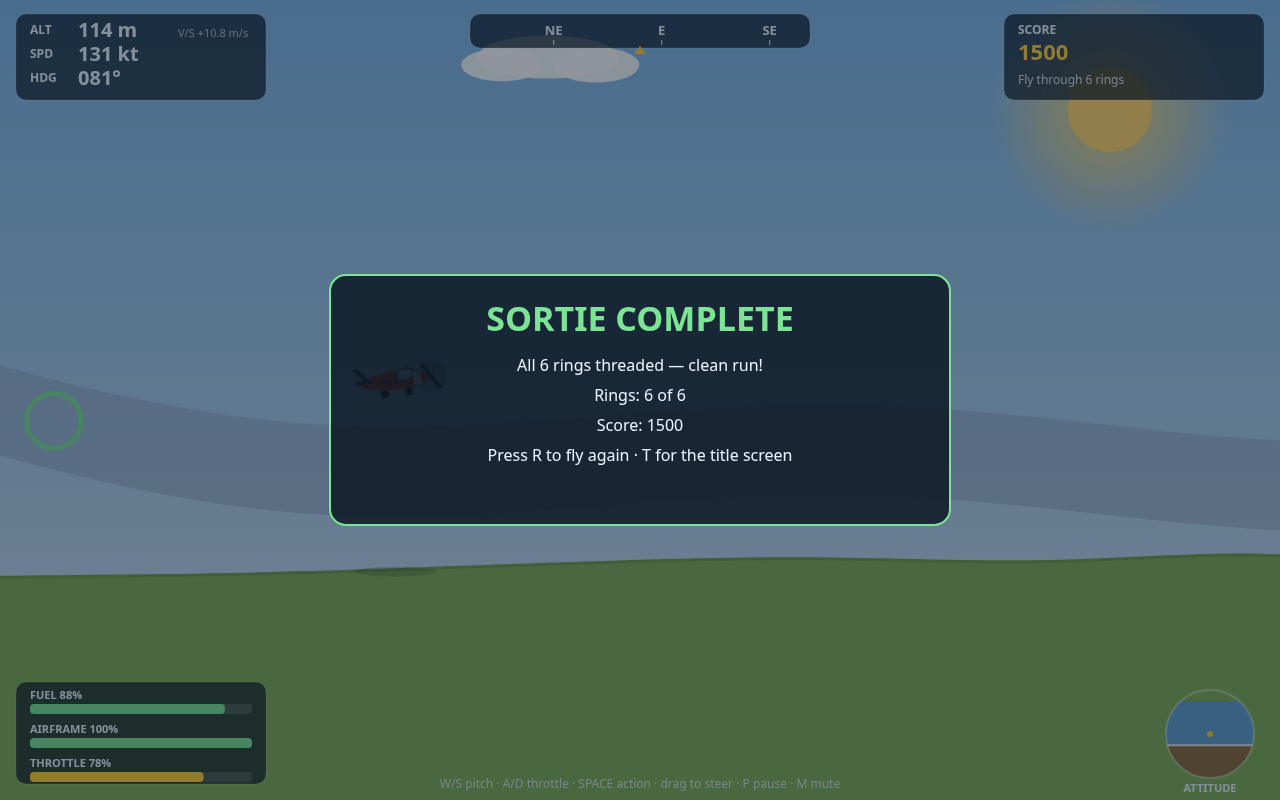 ALT 114 m V/S +10.8 m/s
SPD 131 kt
HDG 081°
NE E SE
SCORE
1500
Fly through 6 rings
SORTIE COMPLETE
All 6 rings threaded — clean run!
Rings: 6 of 6
Score: 1500
Press R to fly again · T for the title screen
FUEL 88%
AIRFRAME 100%
THROTTLE 78%
W/S pitch · A/D throttle · SPACE action · drag to steer · P pause · M mute
ATTITUDE